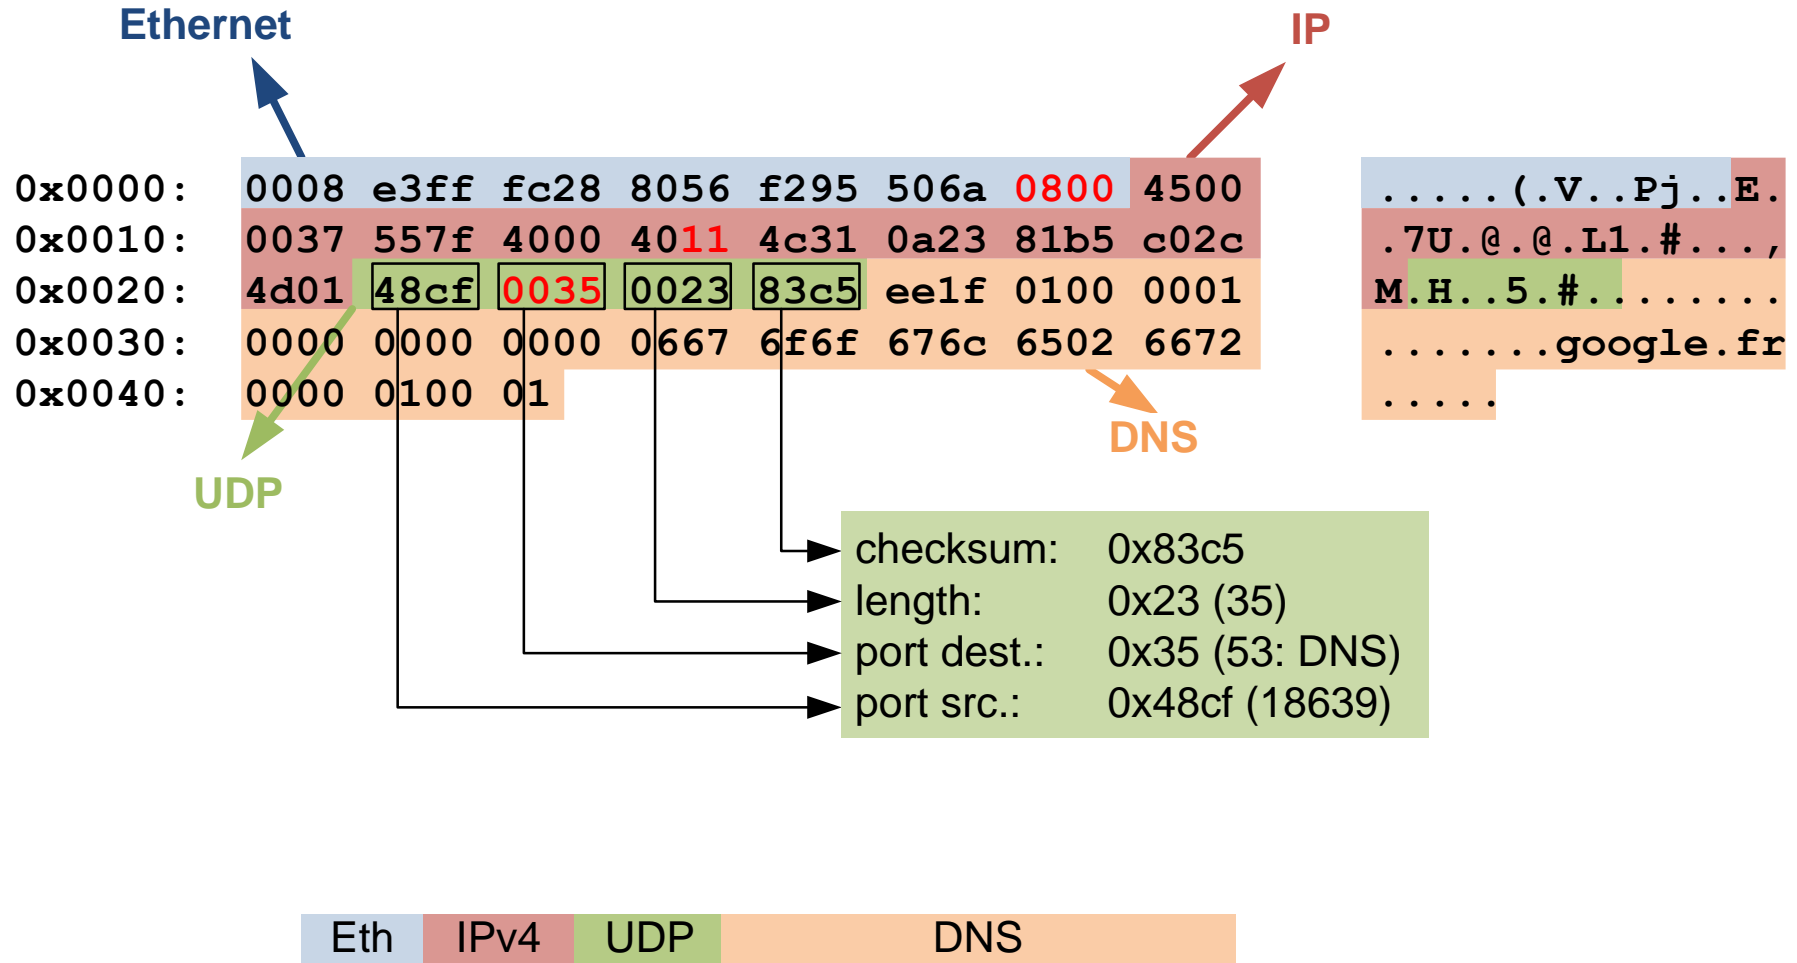 Ethernet
IP
0x0000: 0008 e3ff fc28 8056 f295 506a 0800 4500 .....(.V..Pj..E.
0x0010: 0037 557f 4000 4011 4c31 0a23 81b5 c02c .7U.@.@.L1.#...,
0x0020: 4d01 48cf 0035 0023 83c5 ee1f 0100 0001 M.H..5.#........
0x0030: 0000 0000 0000 0667 6f6f 676c 6502 6672 .......google.fr
0x0040: 0000 0100 01 .....
DNS
UDP
checksum: 0x83c5
length: 0x23 (35)
port dest.: 0x35 (53: DNS)
port src.: 0x48cf (18639)
Eth IPv4 UDP DNS